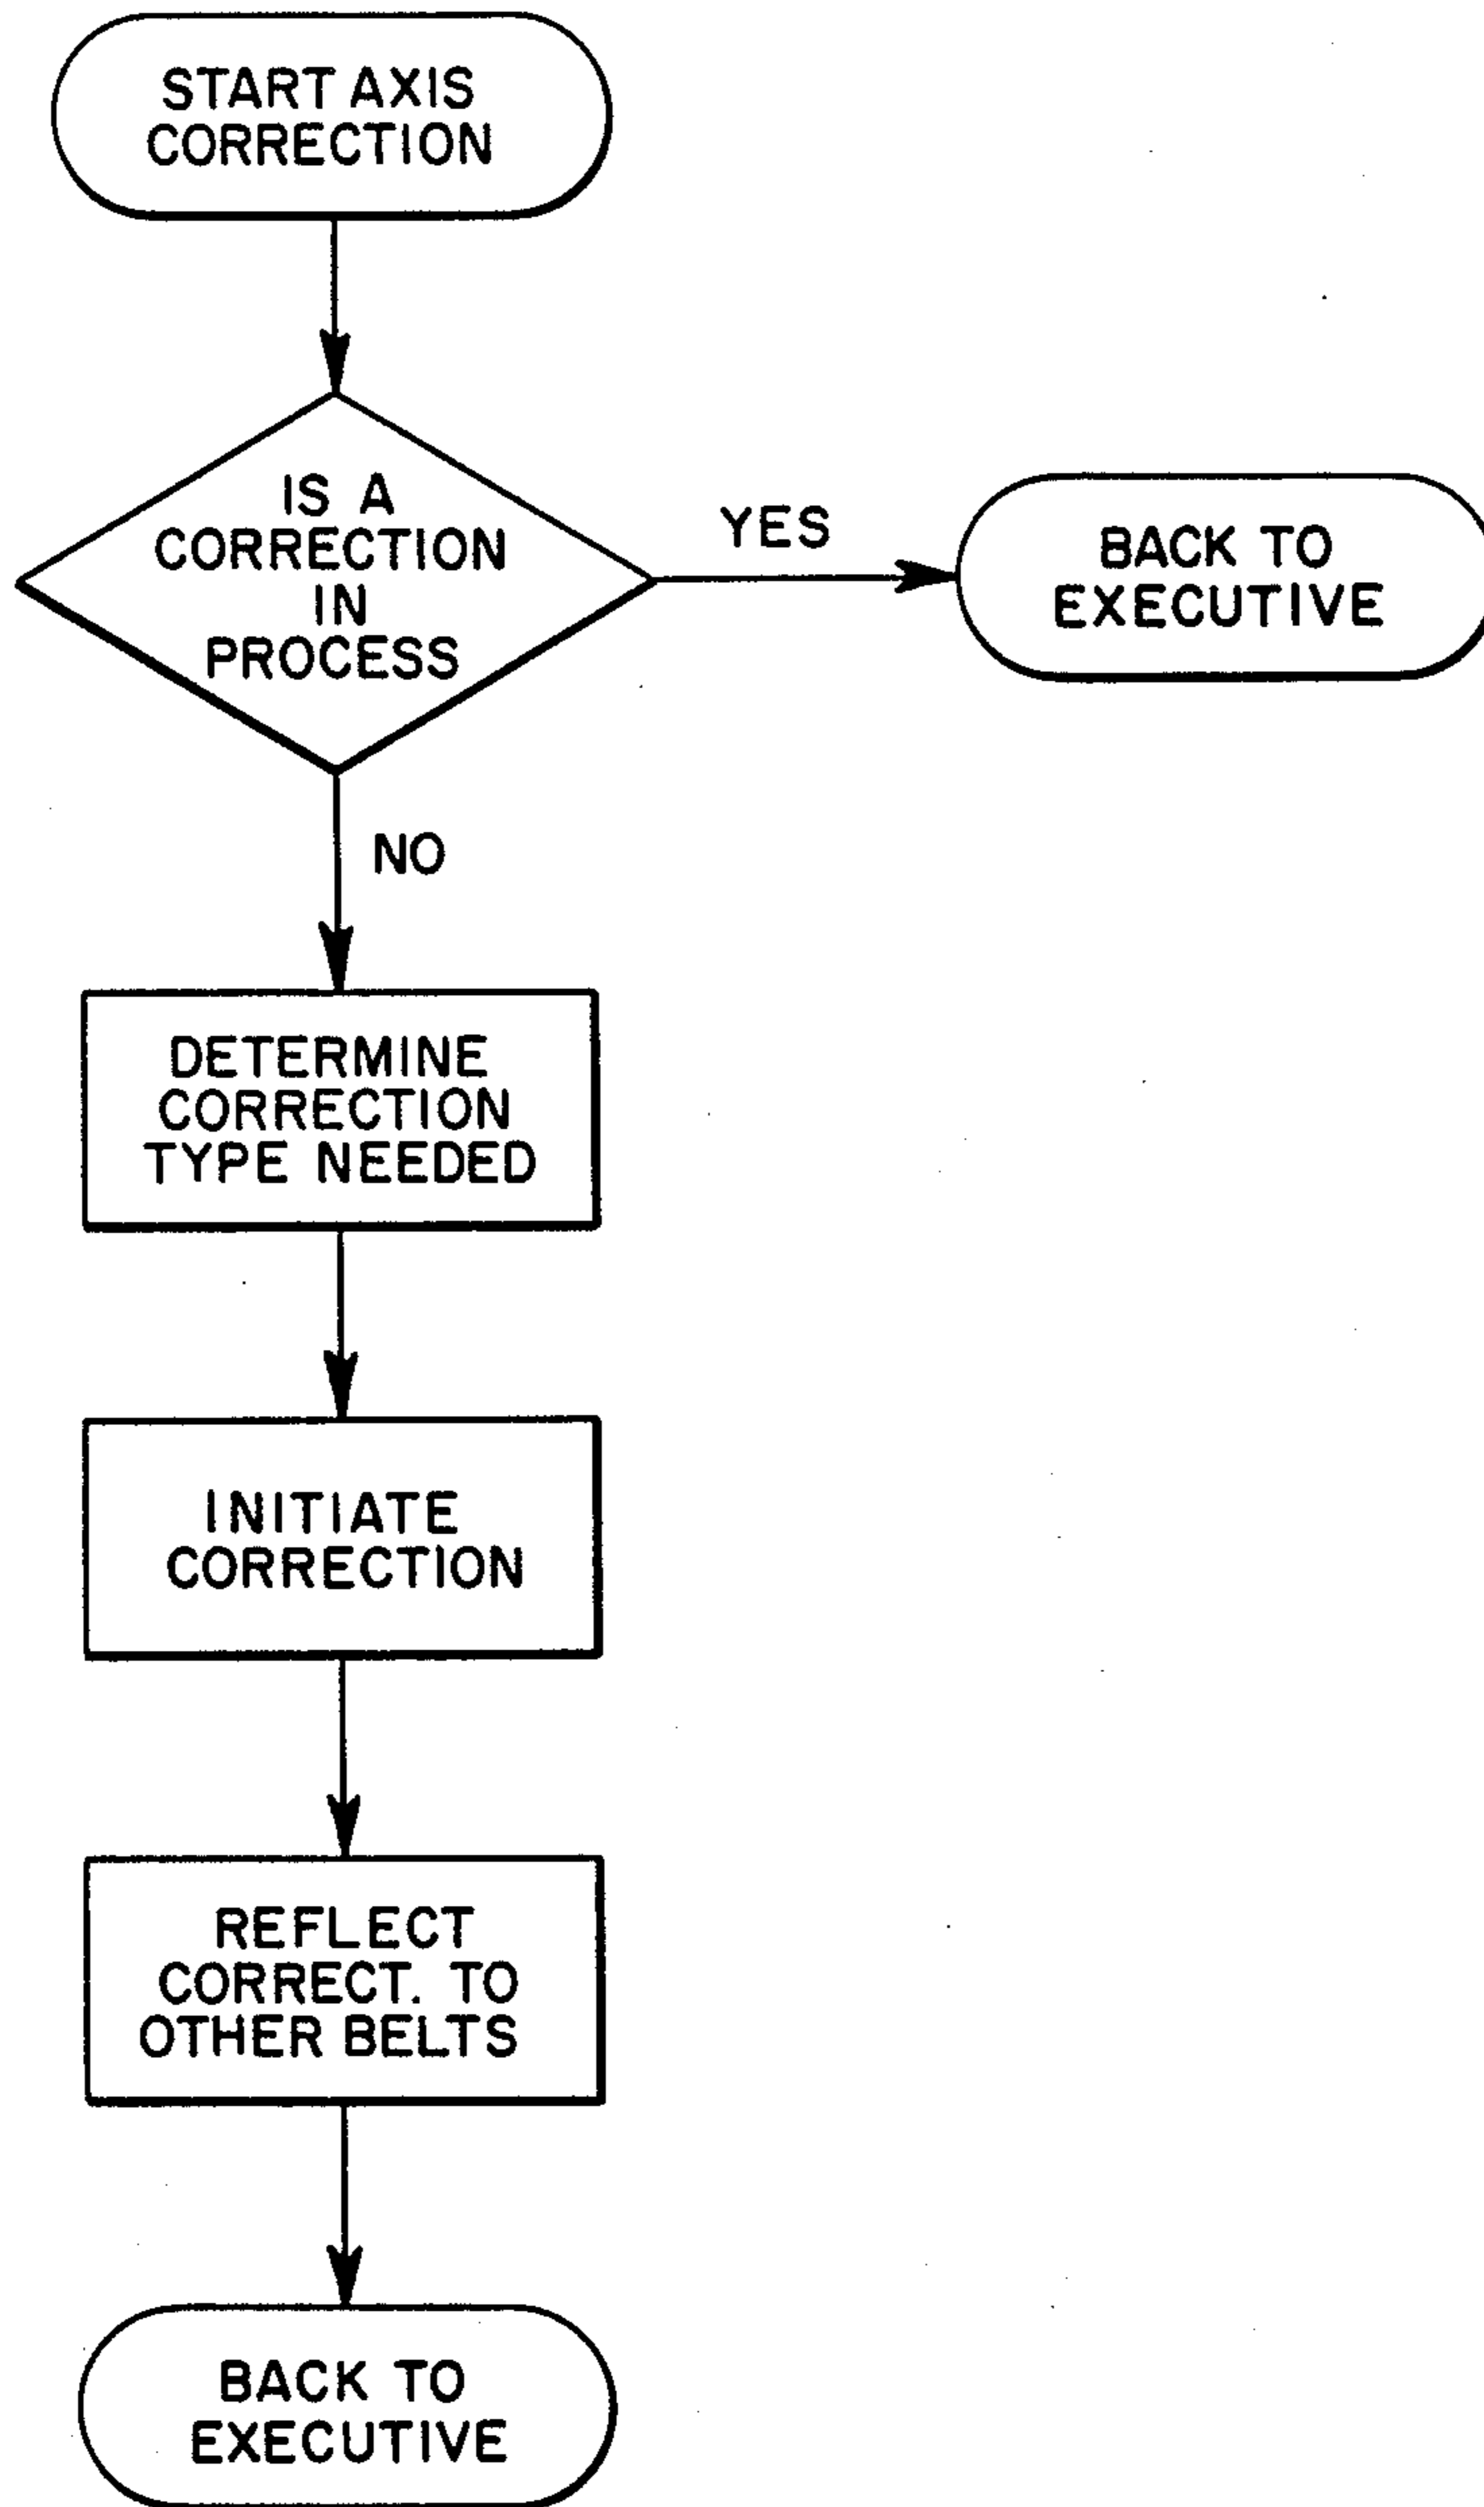 START AXIS
CORRECTION
IS A
CORRECTION
IN
PROCESS
YES
BACK TO
EXECUTIVE
NO
DETERMINE
CORRECTION
TYPE NEEDED
INITIATE
CORRECTION
REFLECT
CORRECT. TO
OTHER BELTS
BACK TO
EXECUTIVE